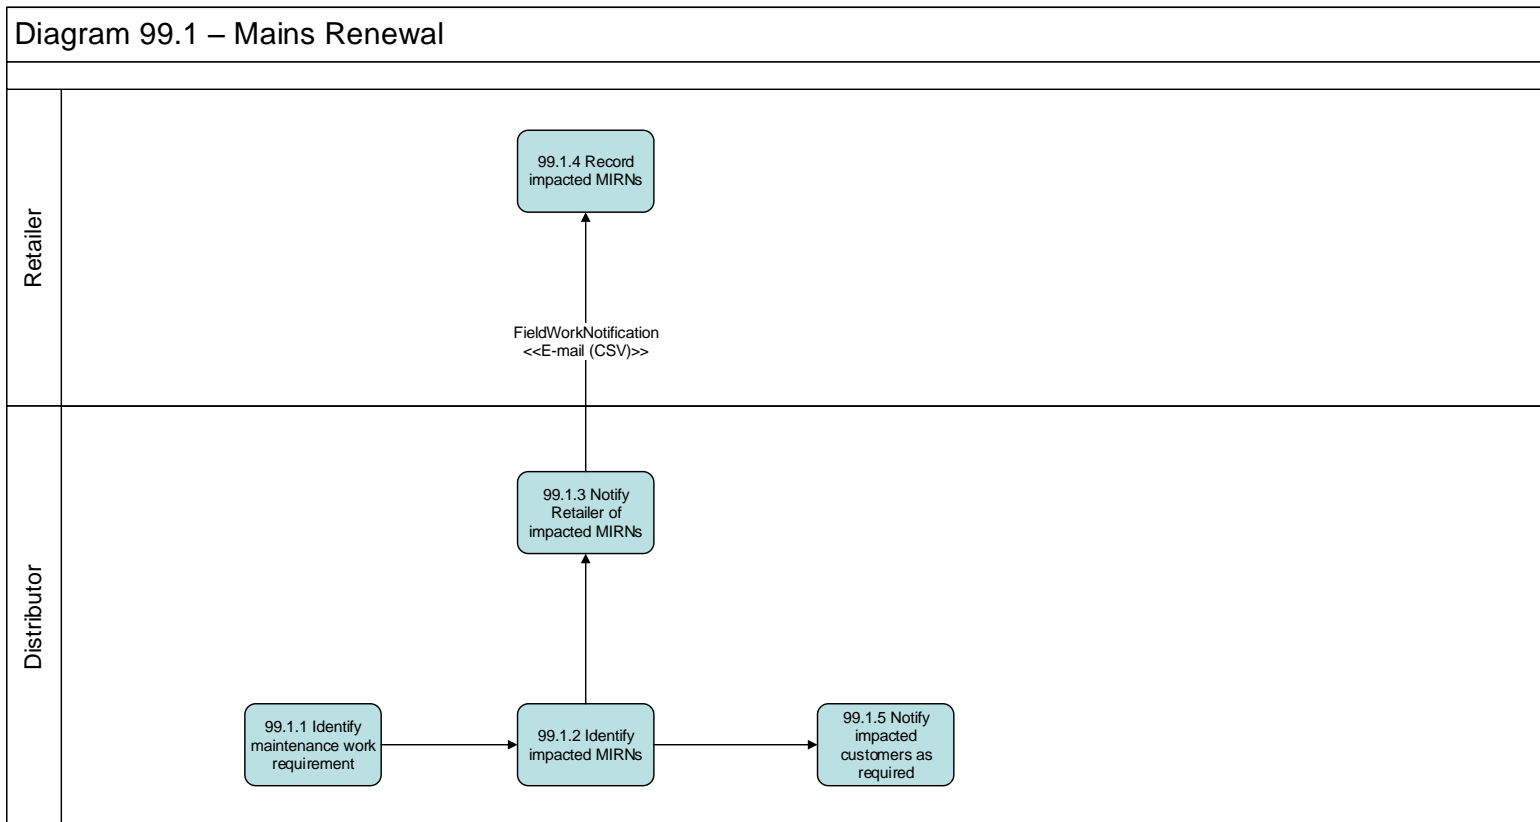 Diagram 99.1 – Mains Renewal
Retailer
99.1.4 Record
impacted MIRNs
FieldWorkNotification
<<E-mail (CSV)>>
Distributor
99.1.3 Notify
Retailer of
impacted MIRNs
99.1.1 Identify
maintenance work
requirement
99.1.2 Identify
impacted MIRNs
99.1.5 Notify
impacted
customers as
required